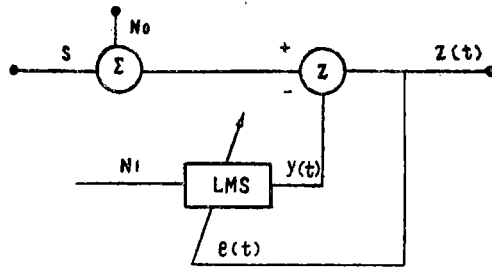 No
S
Σ
+
Z
Z(t)
-
N1
LMS
y(t)
e(t)